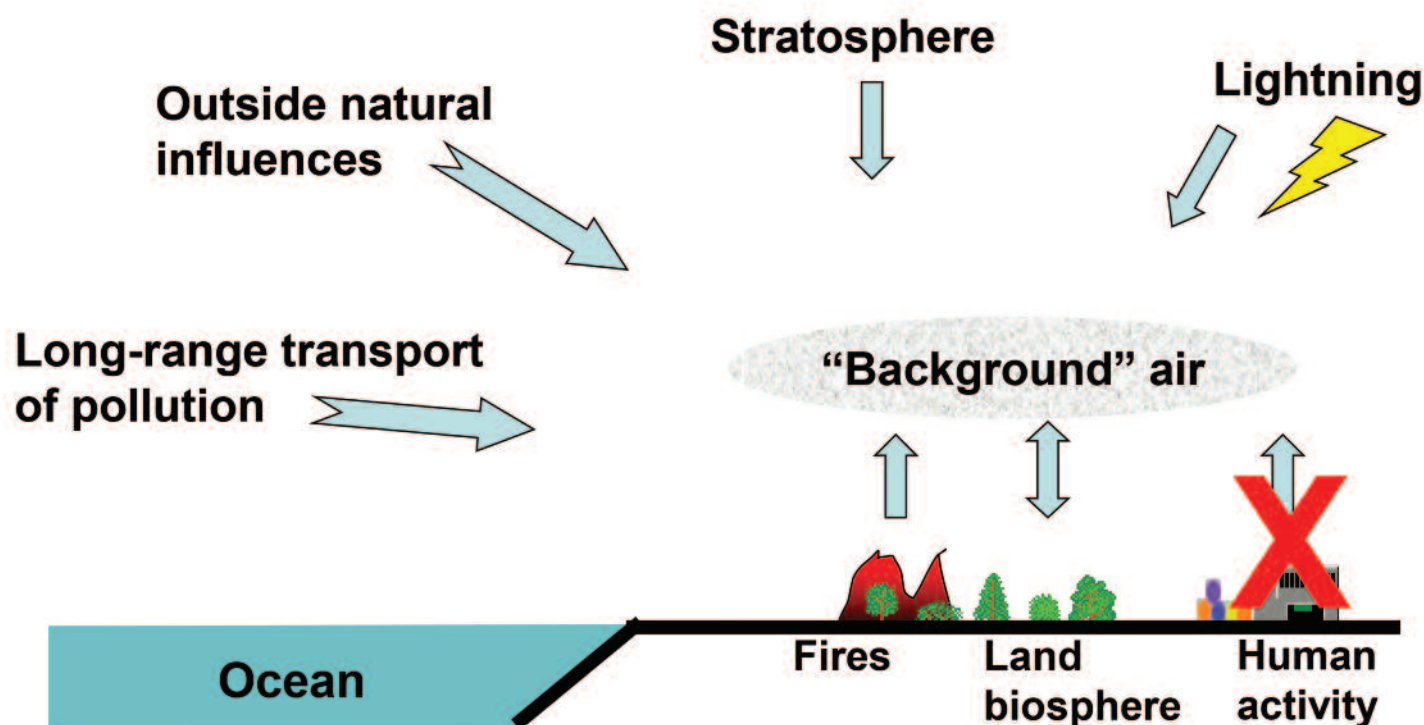 Stratosphere
Lightning
Outside natural
influences
Long-range transport
of pollution
“Background” air
X
Ocean
Fires
Land
biosphere
Human
activity